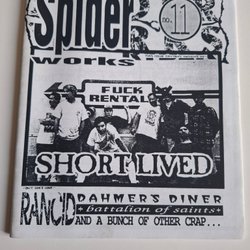 Spider
works
no. 11
FUCK
RENTAL
SHORT LIVED
RANCID
DAHMER'S DINER
battalion of saints
AND A BUNCH OF OTHER CRAP...